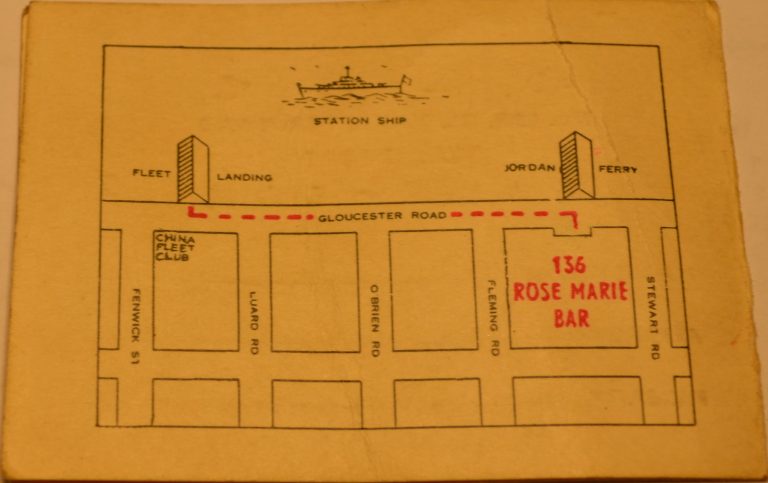 STATION SHIP
FLEET LANDING
JORDAN FERRY
GLOUCESTER ROAD
CHINA
FLEET
CLUB
136
ROSE MARIE
BAR
FENWICK ST
LUARD RD
O'BRIEN RD
FLEMING RD
STEWART RD